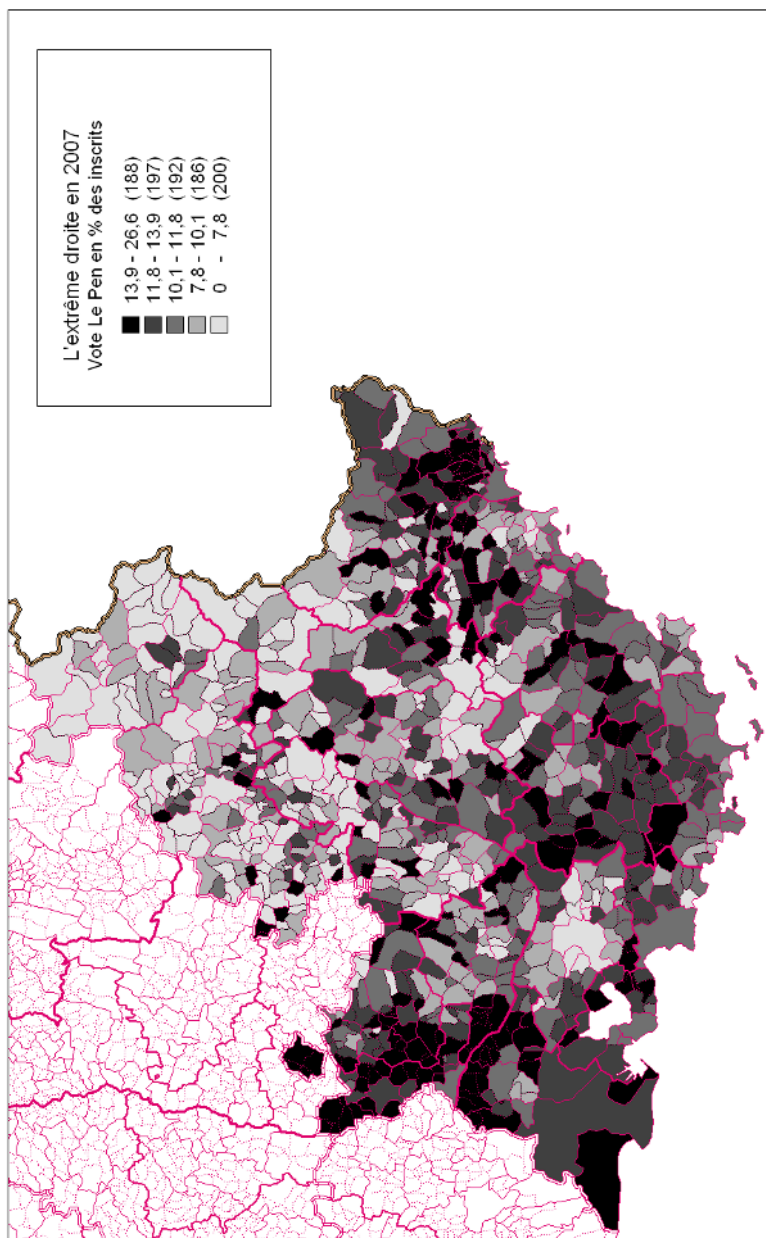 L'extrême droite en 2007
Vote Le Pen en % des inscrits
13,9 - 26,6 (188)
11,8 - 13,9 (197)
10,1 - 11,8 (192)
7,8 - 10,1 (186)
0 - 7,8 (200)